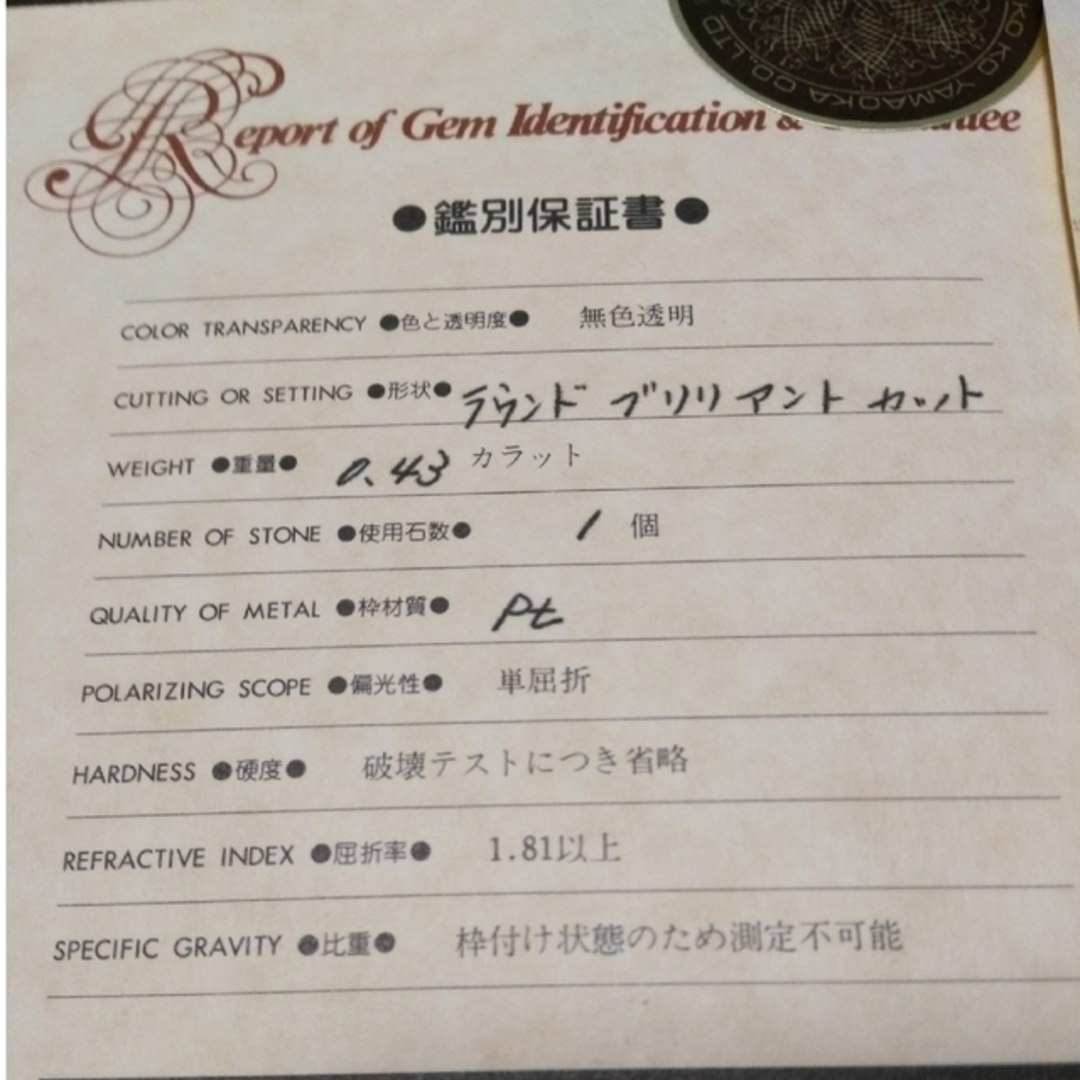 KO KO YAMAOKA CO., LTD
Report of Gem Identification &
●鑑別保証書●
COLOR TRANSPARENCY ●色と透明度● 無色透明
CUTTING OR SETTING ●形状● ラウンド ブリリアント カット
WEIGHT ●重量● 0.43 カラット
NUMBER OF STONE ●使用石数● 1 個
QUALITY OF METAL ●枠材質● Pt
POLARIZING SCOPE ●偏光性● 単屈折
HARDNESS ●硬度● 破壊テストにつき省略
REFRACTIVE INDEX ●屈折率● 1.81以上
SPECIFIC GRAVITY ●比重● 枠付け状態のため測定不可能